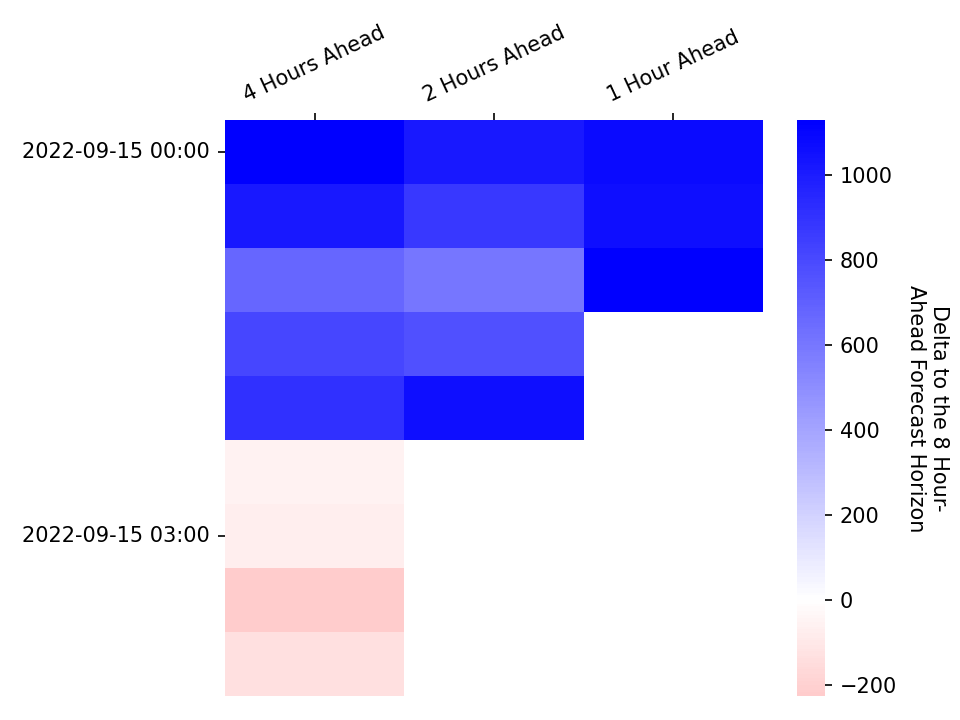 4 Hours Ahead
2 Hours Ahead
1 Hour Ahead
2022-09-15 00:00
2022-09-15 03:00
1000
800
600
400
200
0
−200
Delta to the 8 Hour-
Ahead Forecast Horizon